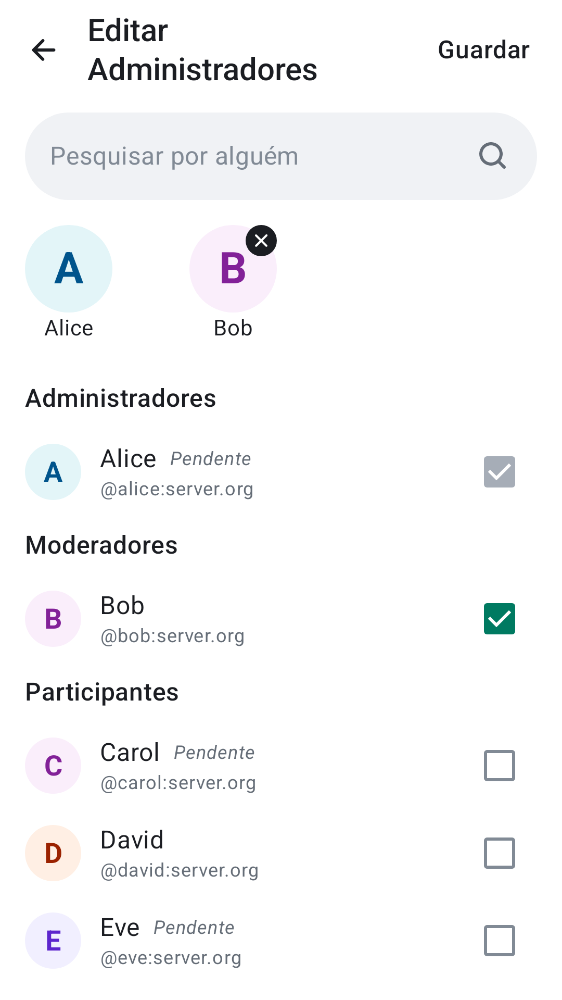 Editar
Administradores
Guardar
Pesquisar por alguém
A
B
Alice
Bob
Administradores
A
Alice Pendente
@alice:server.org
Moderadores
B
Bob
@bob:server.org
Participantes
C
Carol Pendente
@carol:server.org
D
David
@david:server.org
E
Eve Pendente
@eve:server.org